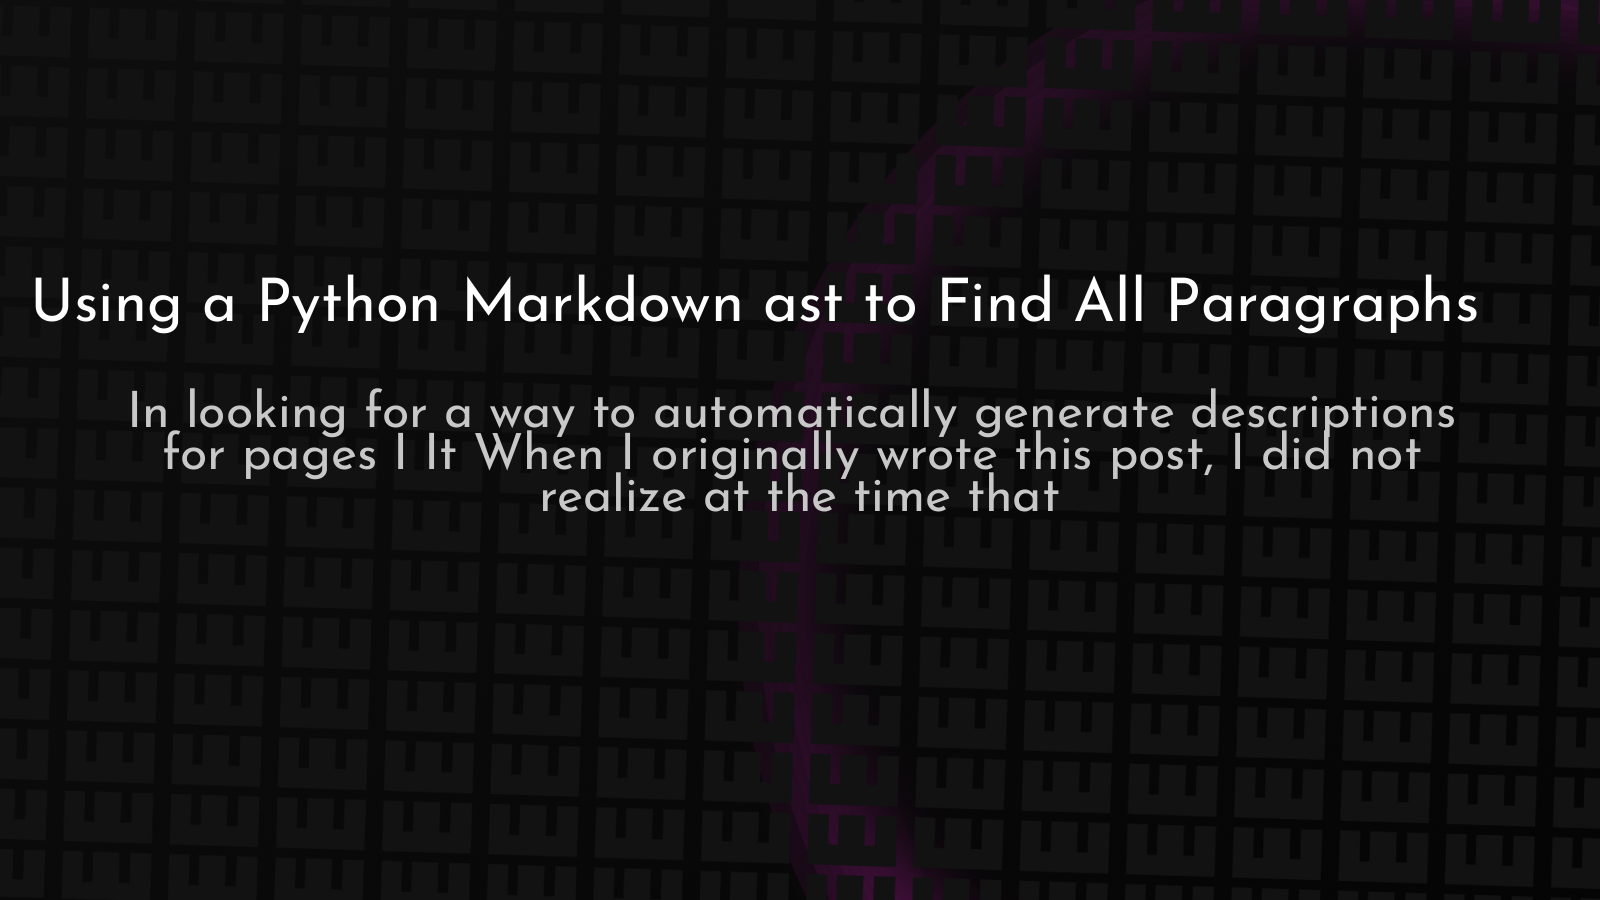 Using a Python Markdown ast to Find All Paragraphs
In looking for a way to automatically generate descriptions
for pages I It When I originally wrote this post, I did not
realize at the time that